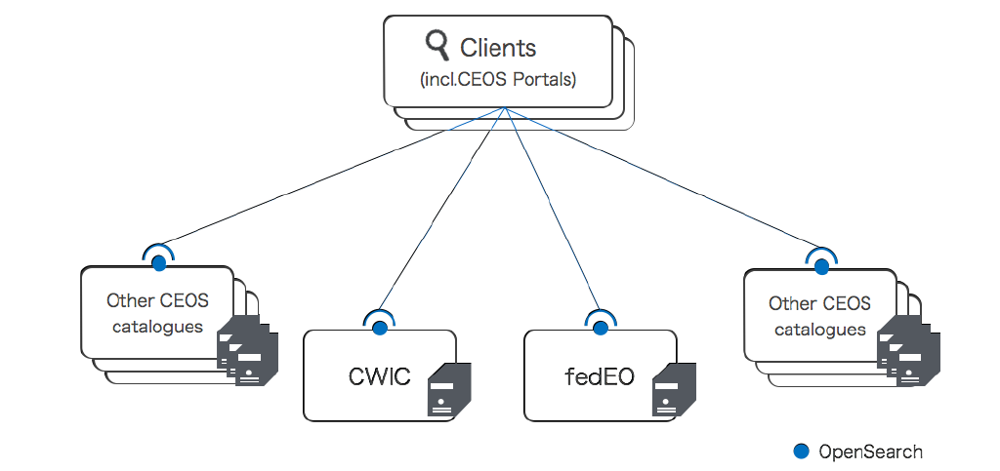 Clients
(incl.CEOS Portals)
Other CEOS
catalogues
CWIC
fedEO
Other CEOS
catalogues
OpenSearch